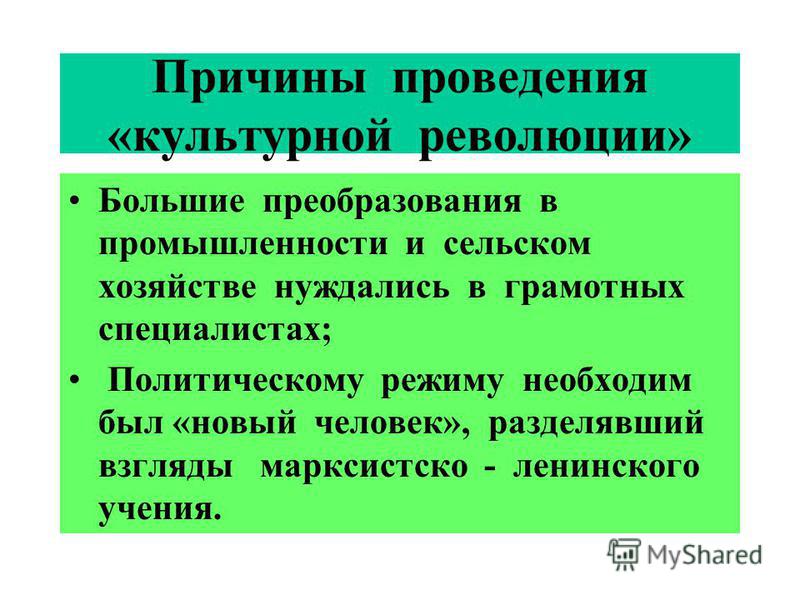 Причины проведения
«культурной революции»
• Большие преобразования в
промышленности и сельском
хозяйстве нуждались в грамотных
специалистах;
• Политическому режиму необходим
был «новый человек», разделявший
взгляды марксистско - ленинского
учения.
MyShared